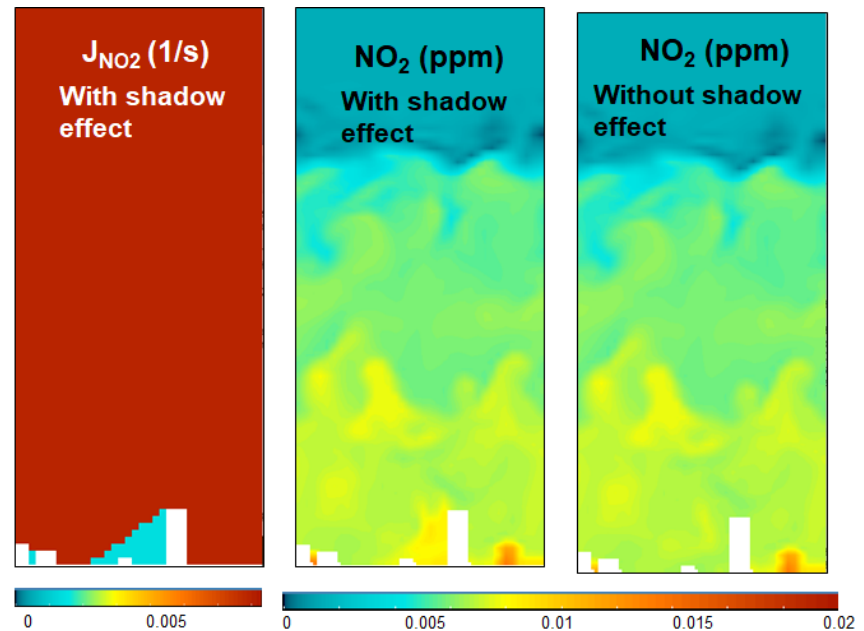 J_NO2 (1/s)
With shadow
effect
NO₂ (ppm)
With shadow
effect
NO₂ (ppm)
Without shadow
effect
0 0.005
0 0.005 0.01 0.015 0.02